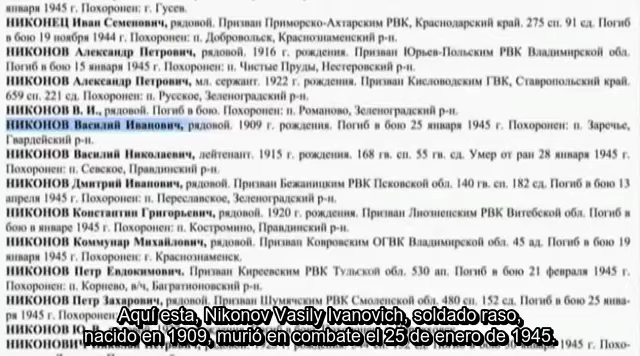 января 1945 г. Похоронен: г. Гусев.
НИКОНЕЦ Иван Семенович, рядовой. Призван Приморско-Ахтарским РВК, Краснодарский край. 275 сп. 91 сд. Погиб
в бою 19 ноября 1944 г. Похоронен: п. Добровольск, Краснознаменский р-н.
НИКОНОВ Александр Петрович, рядовой. 1916 г. рождения. Призван Юрьев-Польским РВК Владимирской обл.
Погиб в бою 15 января 1945 г. Похоронен: п. Чистые Пруды, Нестеровский р-н.
НИКОНОВ Александр Петрович, мл. сержант. 1922 г. рождения. Призван Кисловодским ГВК, Ставропольский край.
659 сп. 221 сд. Похоронен: п. Русское, Зеленоградский р-н.
НИКОНОВ В. И., рядовой. Погиб в бою. Похоронен: п. Романово, Зеленоградский р-н.
НИКОНОВ Василий Иванович, рядовой. 1909 г. рождения. Погиб в бою 25 января 1945 г. Похоронен: п. Заречье,
Гвардейский р-н.
НИКОНОВ Василий Николаевич, лейтенант. 1915 г. рождения. 168 гв. сп. 55 гв. сд. Умер от ран 28 января 1945 г.
Похоронен: п. Севское, Правдинский р-н.
НИКОНОВ Дмитрий Иванович, рядовой. Призван Бежаницким РВК Псковской обл. 140 гв. сп. 182 сд. Погиб в бою 13
апреля 1945 г. Похоронен: п. Переславское, Зеленоградский р-н.
НИКОНОВ Константин Григорьевич, рядовой. 1920 г. рождения. Призван Лиозненским РВК Витебской обл. Погиб в
бою в январе 1945 г. Похоронен: п. Костромино, Правдинский р-н.
НИКОНОВ Коммунар Михайлович, рядовой. Призван Ковровским ОГВК Владимирской обл. 45 ад. Погиб в бою 19
января 1945 г. Похоронен: г. Краснознаменск.
НИКОНОВ Петр Евдокимович. Призван Киреевским РВК Тульской обл. 530 ап. Погиб в бою 21 февраля 1945 г.
Похоронен: п. Корнево, в/ч, Багратионовский р-н.
НИКОНОВ Петр Захарович, рядовой. Призван Шумячским РВК Смоленской обл. 480 сп. 152 сд. Погиб в бою 25
января
НИКОНОВ
Aquí esta, Nikonov Vasily Ivanovich, soldado raso,
nacido en 1909, murió en combate el 25 de enero de 1945.